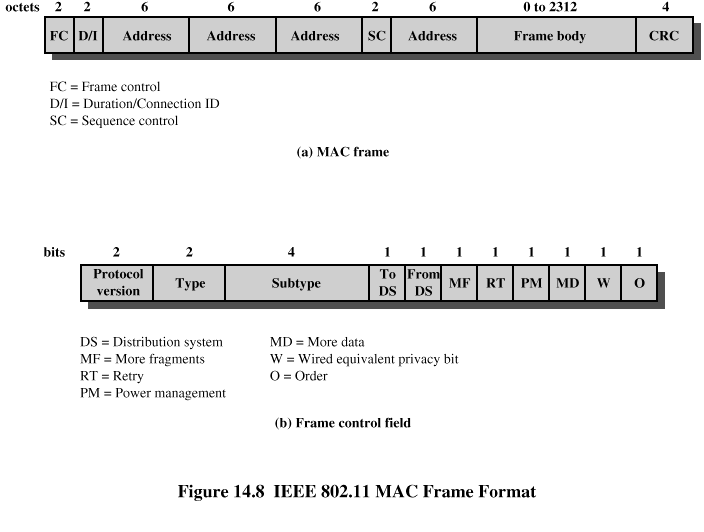 octets 2 2 6 6 6 2 6 0 to 2312 4
FC D/I Address Address Address SC Address Frame body CRC
FC = Frame control
D/I = Duration/Connection ID
SC = Sequence control
(a) MAC frame
bits 2 2 4 1 1 1 1 1 1 1 1
Protocol version Type Subtype To DS From DS MF RT PM MD W O
DS = Distribution system MD = More data
MF = More fragments W = Wired equivalent privacy bit
RT = Retry O = Order
PM = Power management
(b) Frame control field
Figure 14.8 IEEE 802.11 MAC Frame Format